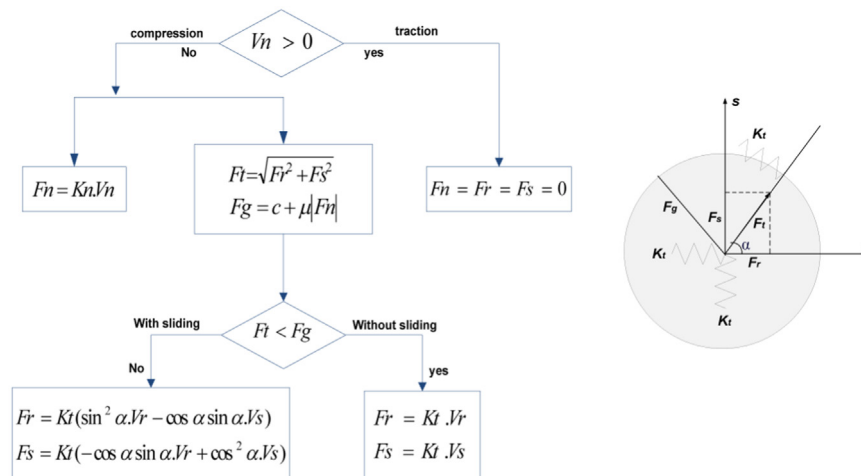 compression
No
Vn > 0
traction
yes
Fn = Kn.Vn
Ft=√Fr²+Fs²
Fg = c + μ|Fn|
Fn = Fr = Fs = 0
With sliding
No
Ft < Fg
Without sliding
yes
Fr = Kt(sin² α.Vr − cos α sin α.Vs)
Fs = Kt(−cos α sin α.Vr + cos² α.Vs)
Fr = Kt .Vr
Fs = Kt .Vs
s
Kt
Fg
Fs
Ft
α
Kt
Fr
Kt